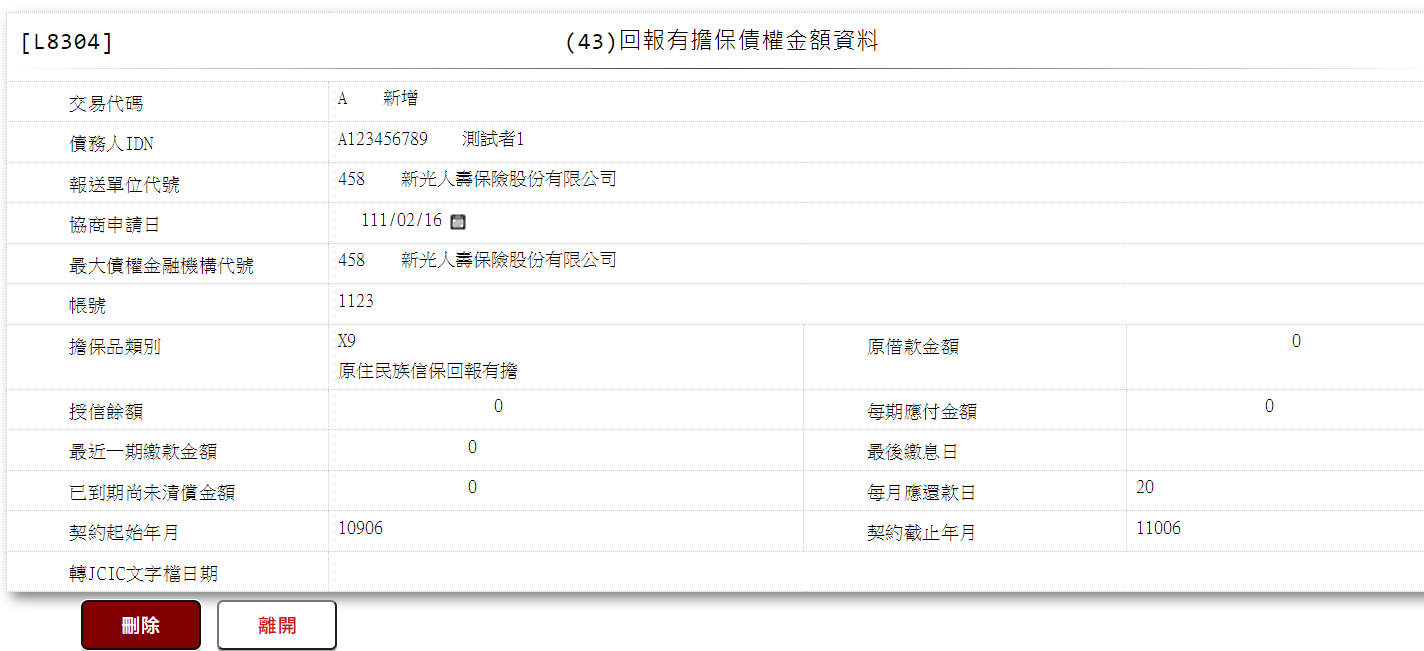 [L8304] (43)回報有擔保債權金額資料
交易代碼 A 新增
債務人IDN A123456789 測試者1
報送單位代號 458 新光人壽保險股份有限公司
協商申請日 111/02/16
最大債權金融機構代號 458 新光人壽保險股份有限公司
帳號 1123
擔保品類別 X9 原借款金額 0
原住民族信保回報有擔
授信餘額 0 每期應付金額 0
最近一期繳款金額 0 最後繳息日
已到期尚未清償金額 0 每月應還款日 20
契約起始年月 10906 契約截止年月 11006
轉JCIC文字檔日期
刪除 離開